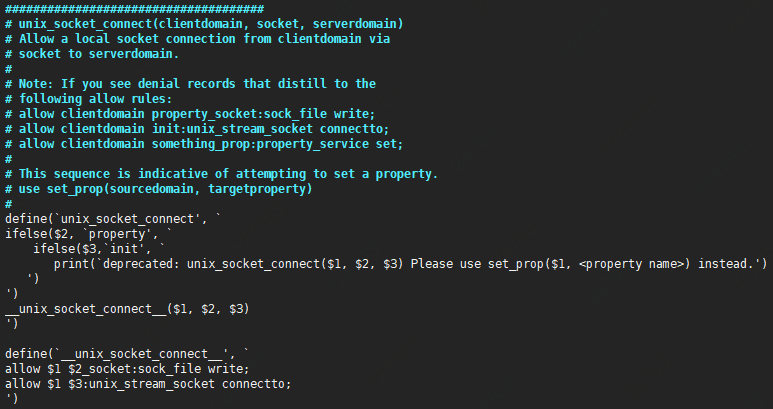 #####################################
# unix_socket_connect(clientdomain, socket, serverdomain)
# Allow a local socket connection from clientdomain via
# socket to serverdomain.
#
# Note: If you see denial records that distill to the
# following allow rules:
# allow clientdomain property_socket:sock_file write;
# allow clientdomain init:unix_stream_socket connectto;
# allow clientdomain something_prop:property_service set;
#
# This sequence is indicative of attempting to set a property.
# use set_prop(sourcedomain, targetproperty)
#
define(`unix_socket_connect', `
ifelse($2, `property', `
    ifelse($3,`init', `
       print(`deprecated: unix_socket_connect($1, $2, $3) Please use set_prop($1, <property name>) instead.')
   ')
')
__unix_socket_connect__($1, $2, $3)
')

define(`__unix_socket_connect__', `
allow $1 $2_socket:sock_file write;
allow $1 $3:unix_stream_socket connectto;
')